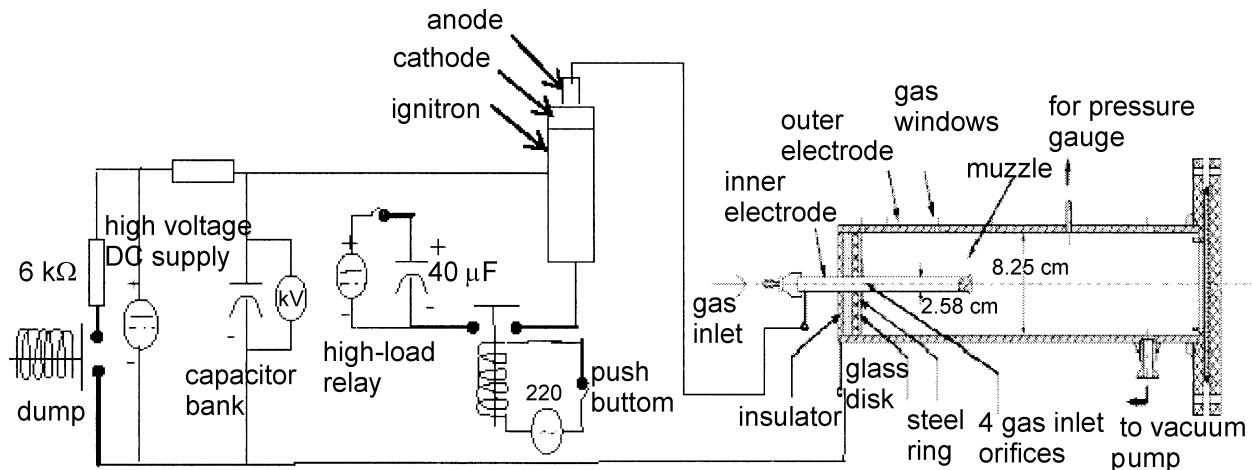 anode
cathode
ignitron
high voltage
DC supply
6 kΩ
dump
+
-
kV
-
capacitor
bank
+
-
+
40 μF
-
high-load
relay
220
push
buttom
gas
windows
outer
electrode
inner
electrode
for pressure
gauge
muzzle
8.25 cm
2.58 cm
gas
inlet
insulator
glass
disk
steel
ring
4 gas inlet
orifices
to vacuum
pump